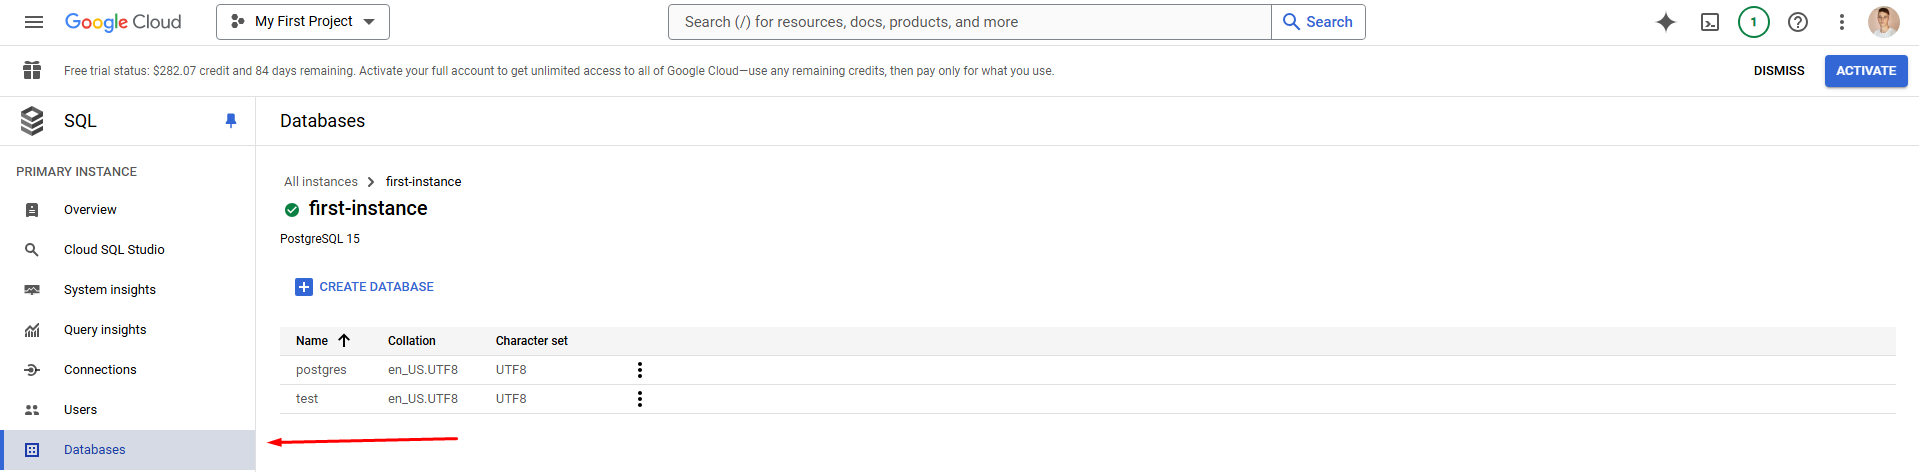 Google Cloud
My First Project
Search (/) for resources, docs, products, and more
Search
1
Free trial status: $282.07 credit and 84 days remaining. Activate your full account to get unlimited access to all of Google Cloud—use any remaining credits, then pay only for what you use.
DISMISS
ACTIVATE
SQL
Databases
PRIMARY INSTANCE
Overview
Cloud SQL Studio
System insights
Query insights
Connections
Users
Databases
All instances
first-instance
first-instance
PostgreSQL 15
CREATE DATABASE
Name Collation Character set
postgres en_US.UTF8 UTF8
test en_US.UTF8 UTF8